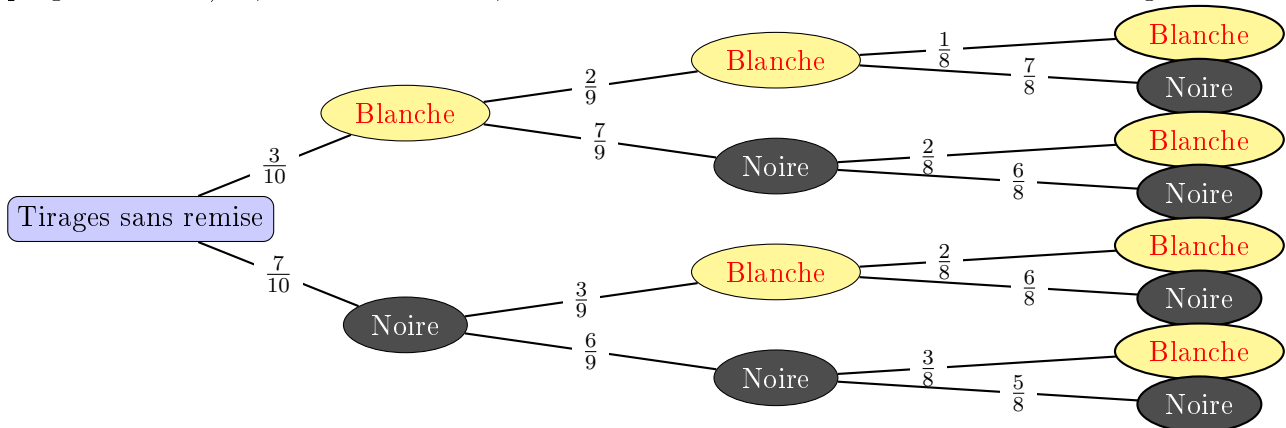 Blanche
1/8
Blanche
2/9
7/8
Noire
Blanche
3/10
7/9
Blanche
2/8
Noire
6/8
Noire
Tirages sans remise
Blanche
2/8
Blanche
7/10
3/9
6/8
Noire
Noire
6/9
Blanche
3/8
Noire
5/8
Noire